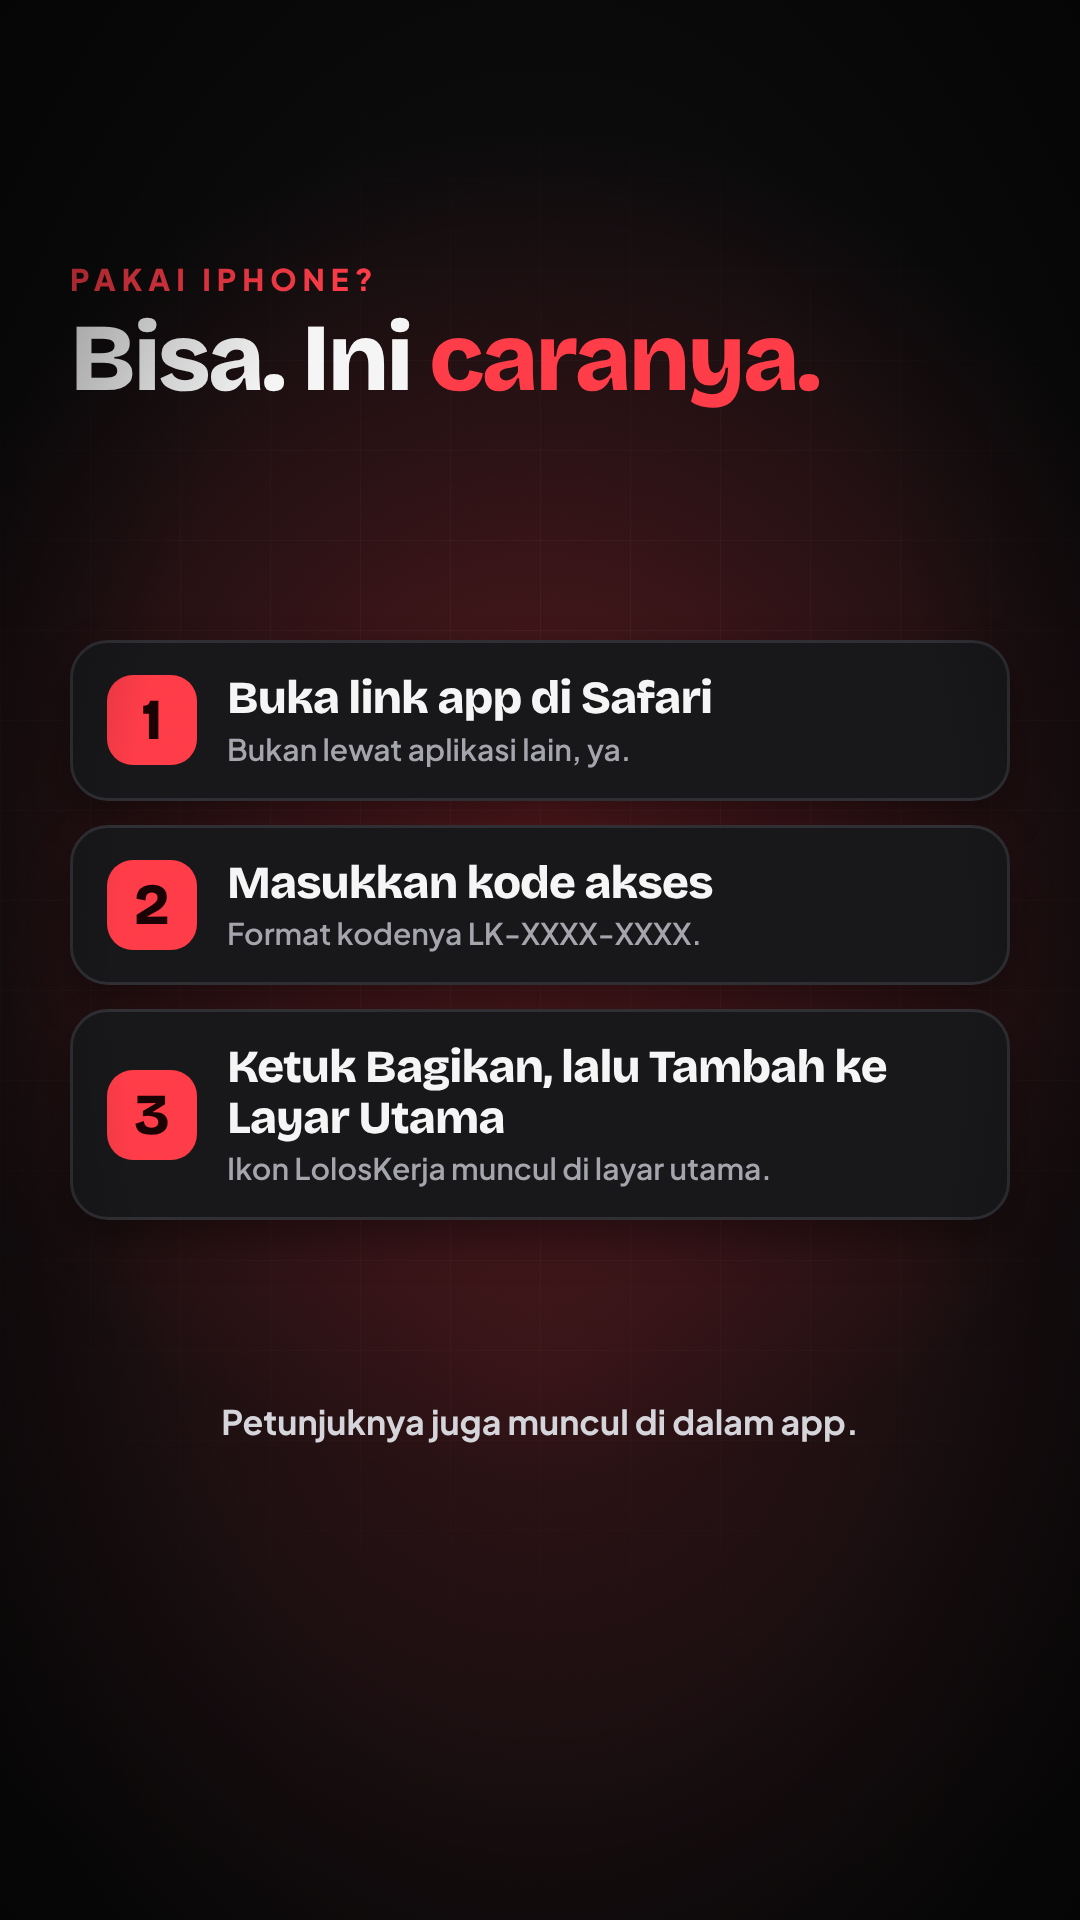 PAKAI IPHONE?
Bisa. Ini caranya.
1
Buka link app di Safari
Bukan lewat aplikasi lain, ya.
2
Masukkan kode akses
Format kodenya LK-XXXX-XXXX.
3
Ketuk Bagikan, lalu Tambah ke
Layar Utama
Ikon LolosKerja muncul di layar utama.
Petunjuknya juga muncul di dalam app.